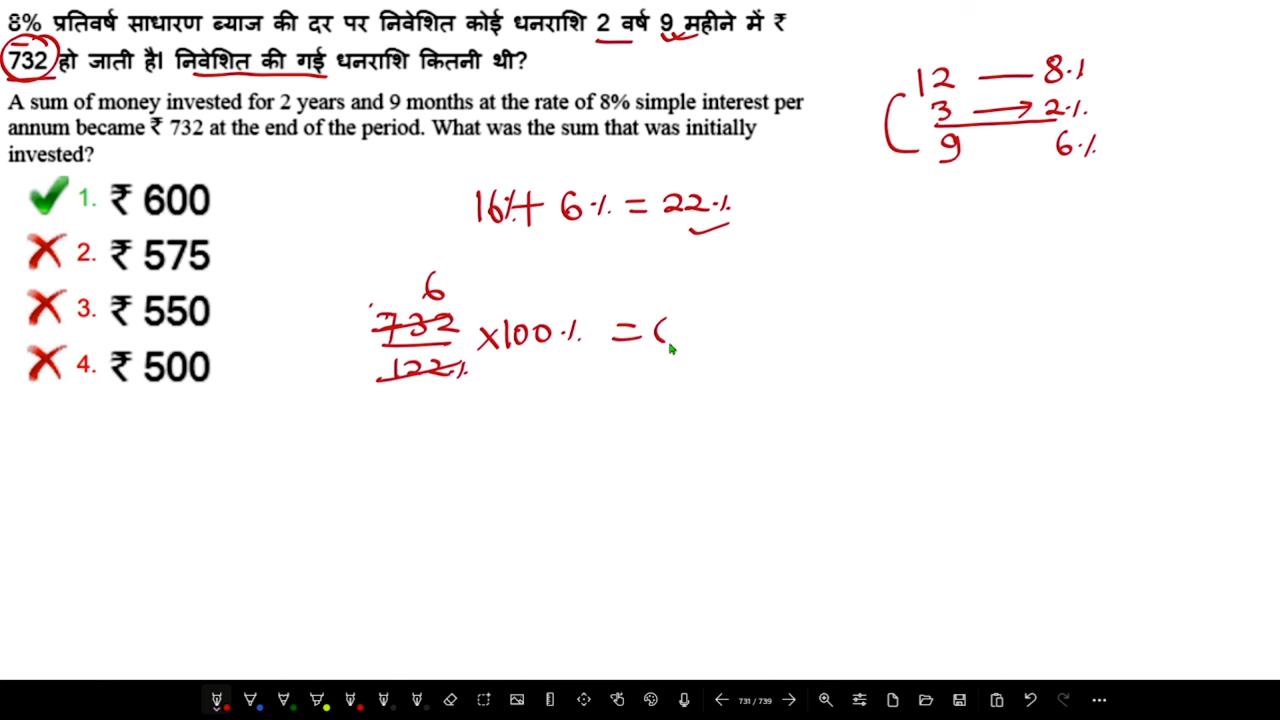 8% प्रतिवर्ष साधारण ब्याज की दर पर निवेशित कोई धनराशि 2 वर्ष 9 महीने में ₹
732 हो जाती है। निवेशित की गई धनराशि कितनी थी?
A sum of money invested for 2 years and 9 months at the rate of 8% simple interest per
annum became ₹ 732 at the end of the period. What was the sum that was initially
invested?
1. ₹ 600
2. ₹ 575
3. ₹ 550
4. ₹ 500
12 — 8%
3 → 2%
9 6%
16% + 6% = 22%
6
732
122%
×100% =
731 / 739